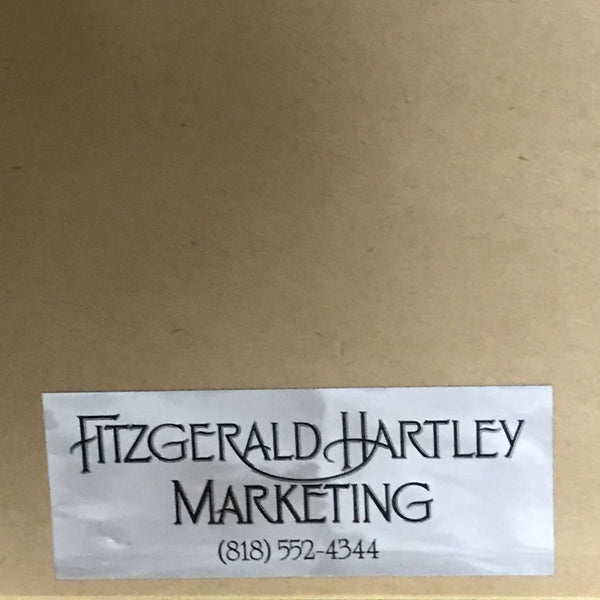 FITZGERALD HARTLEY
MARKETING
(818) 552-4344